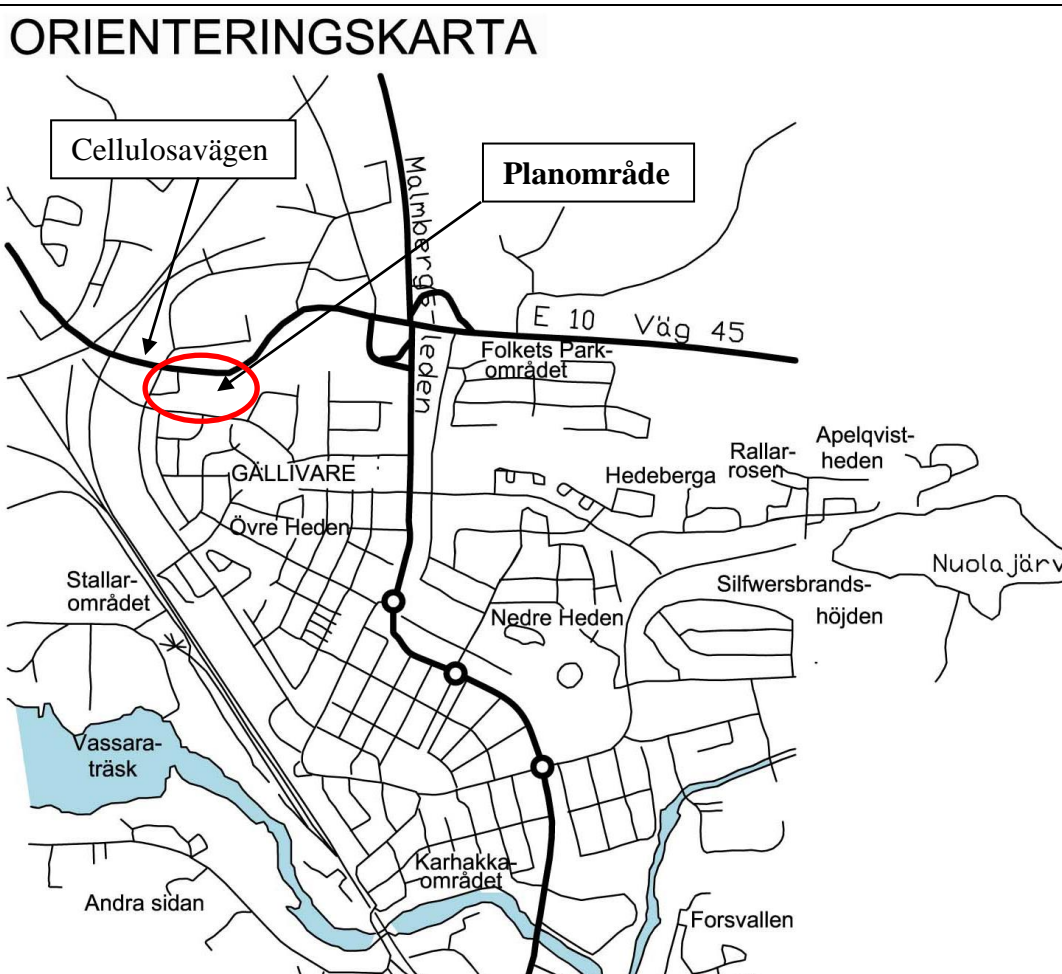 ORIENTERINGSKARTA
Cellulosavägen
Planområde
Malmbergs-leden
E 10 Väg 45
Folkets Park-
området
Apelqvist-
heden
Rallar-
rosen
Hedeberga
GÄLLIVARE
Övre Heden
Nuolajärv
Stallar-
området
Silfwersbrands-
höjden
Nedre Heden
Vassara-
träsk
Karhakka-
området
Andra sidan
Forsvallen